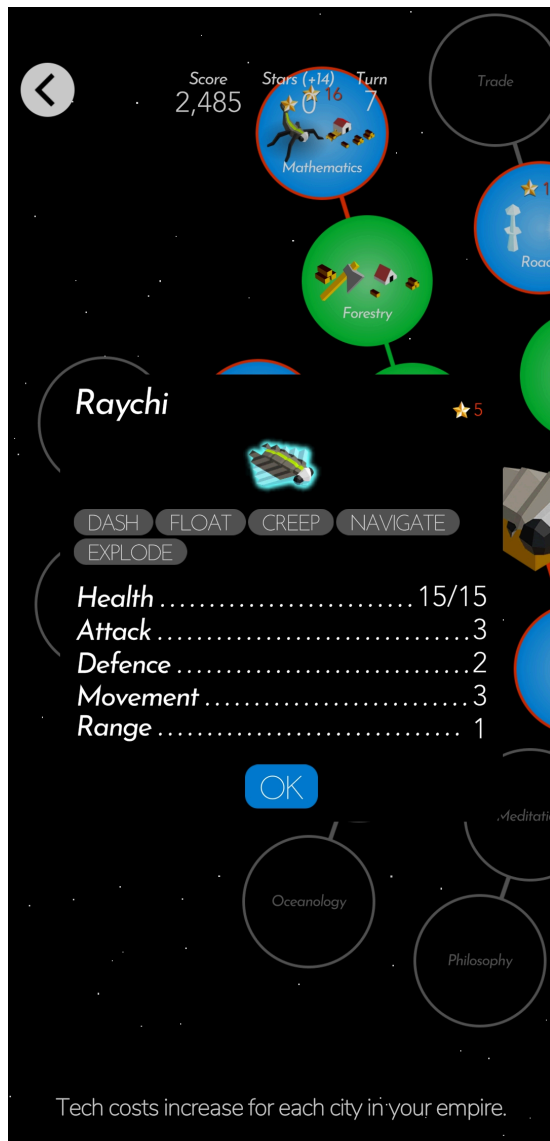 Trade
Score Stars (+14) Turn
2,485 0 7
16
Mathematics
Forestry
Raychi
5
DASH FLOAT CREEP NAVIGATE
EXPLODE
Health 15/15
Attack 3
Defence 2
Movement 3
Range 1
OK
Oceanology
Philosophy
Tech costs increase for each city in your empire.